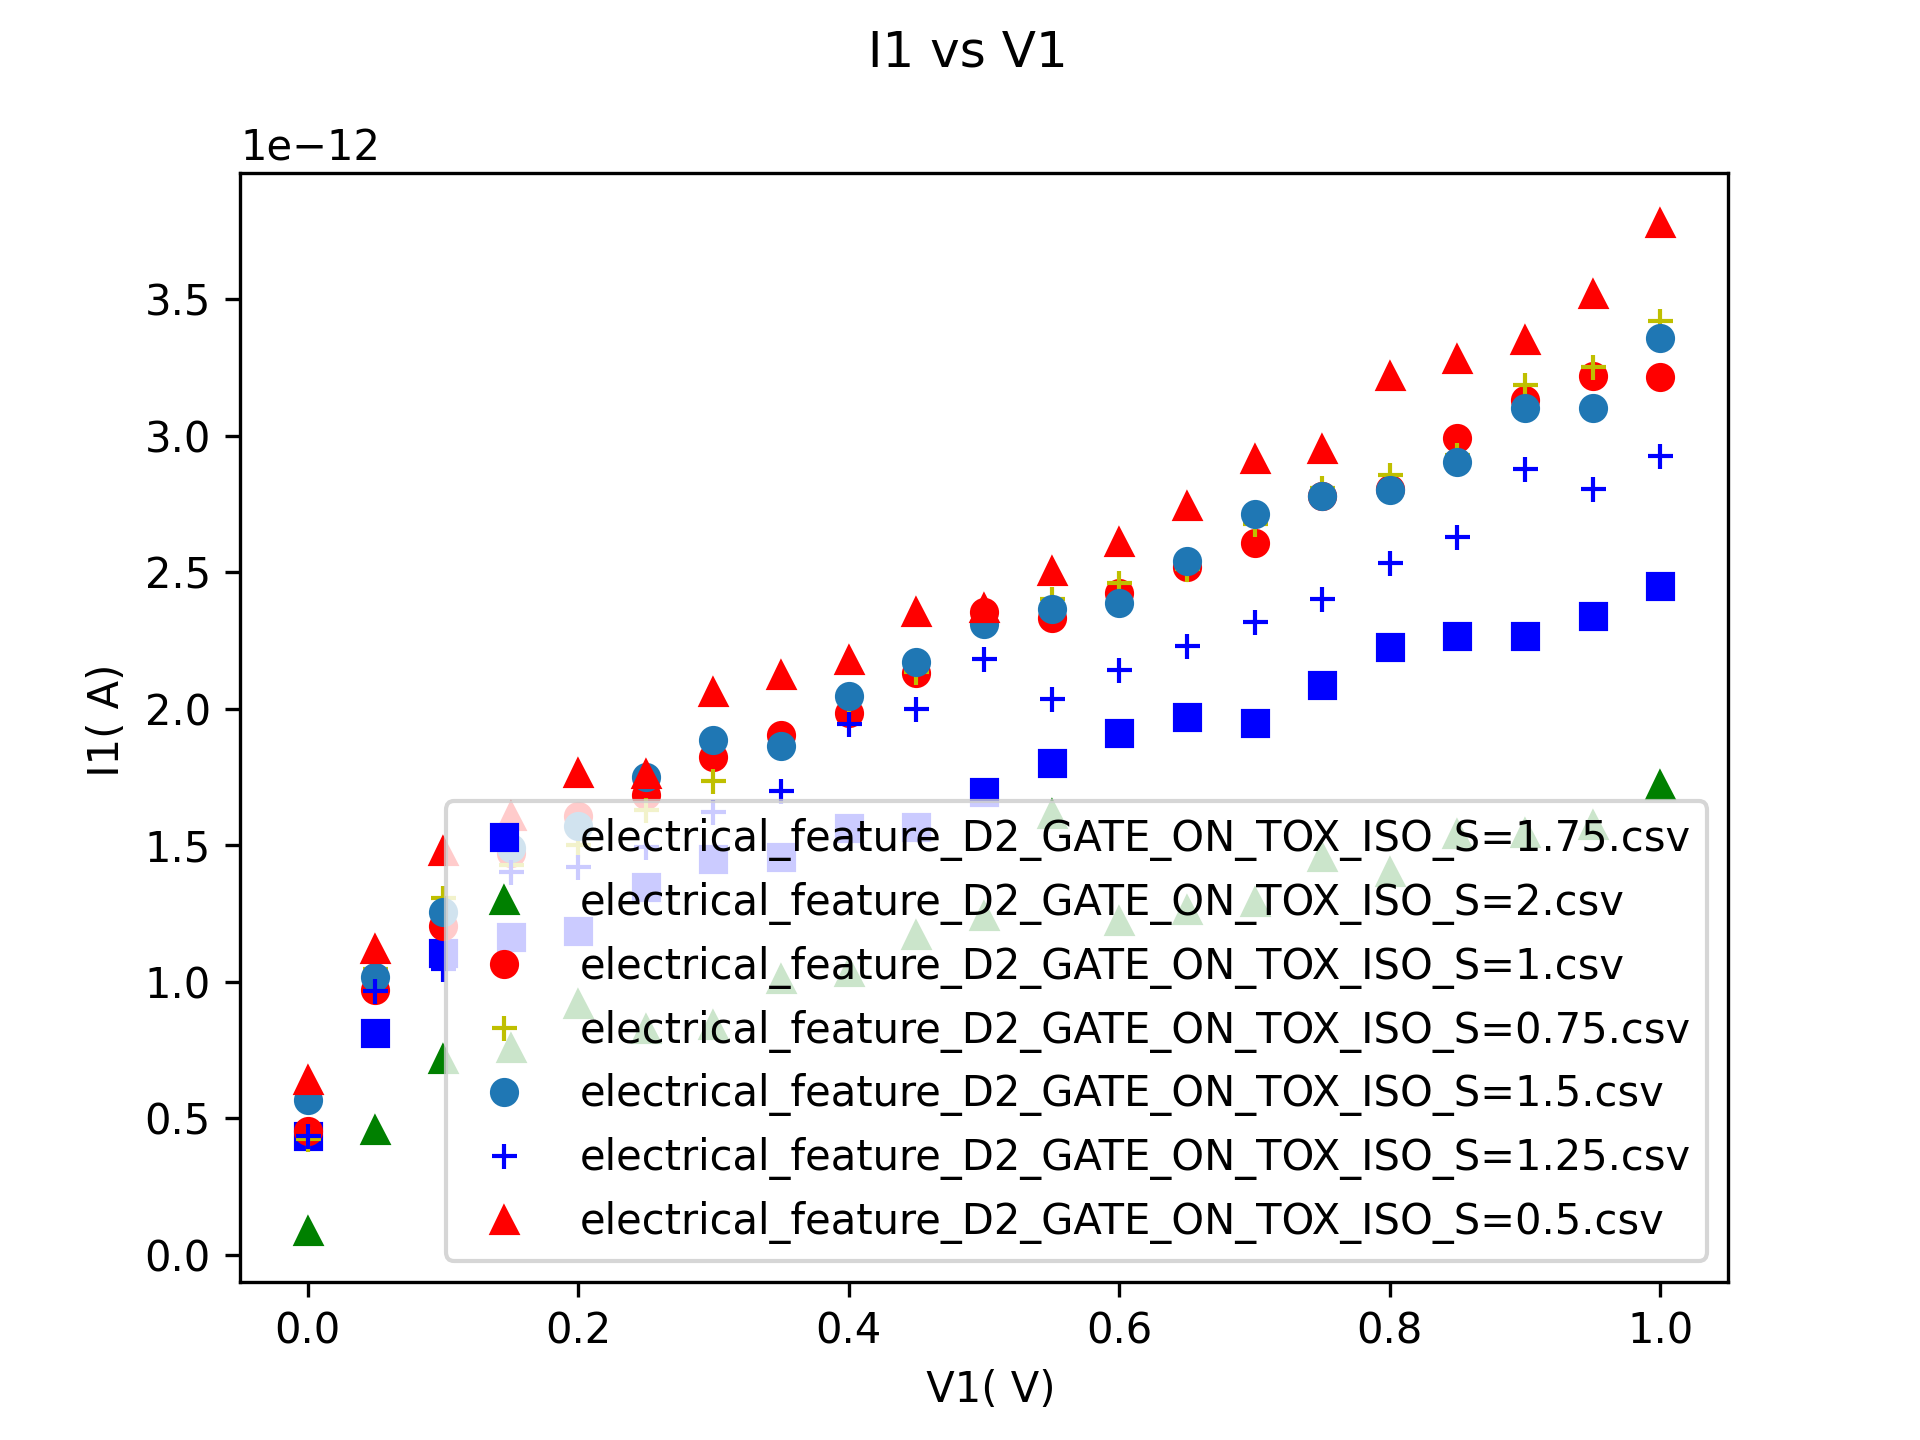 I1 vs V1
1e−12
3.5
3.0
2.5
2.0
1.5
1.0
0.5
0.0
I1( A)
electrical_feature_D2_GATE_ON_TOX_ISO_S=1.75.csv
electrical_feature_D2_GATE_ON_TOX_ISO_S=2.csv
electrical_feature_D2_GATE_ON_TOX_ISO_S=1.csv
electrical_feature_D2_GATE_ON_TOX_ISO_S=0.75.csv
electrical_feature_D2_GATE_ON_TOX_ISO_S=1.5.csv
electrical_feature_D2_GATE_ON_TOX_ISO_S=1.25.csv
electrical_feature_D2_GATE_ON_TOX_ISO_S=0.5.csv
0.0 0.2 0.4 0.6 0.8 1.0
V1( V)